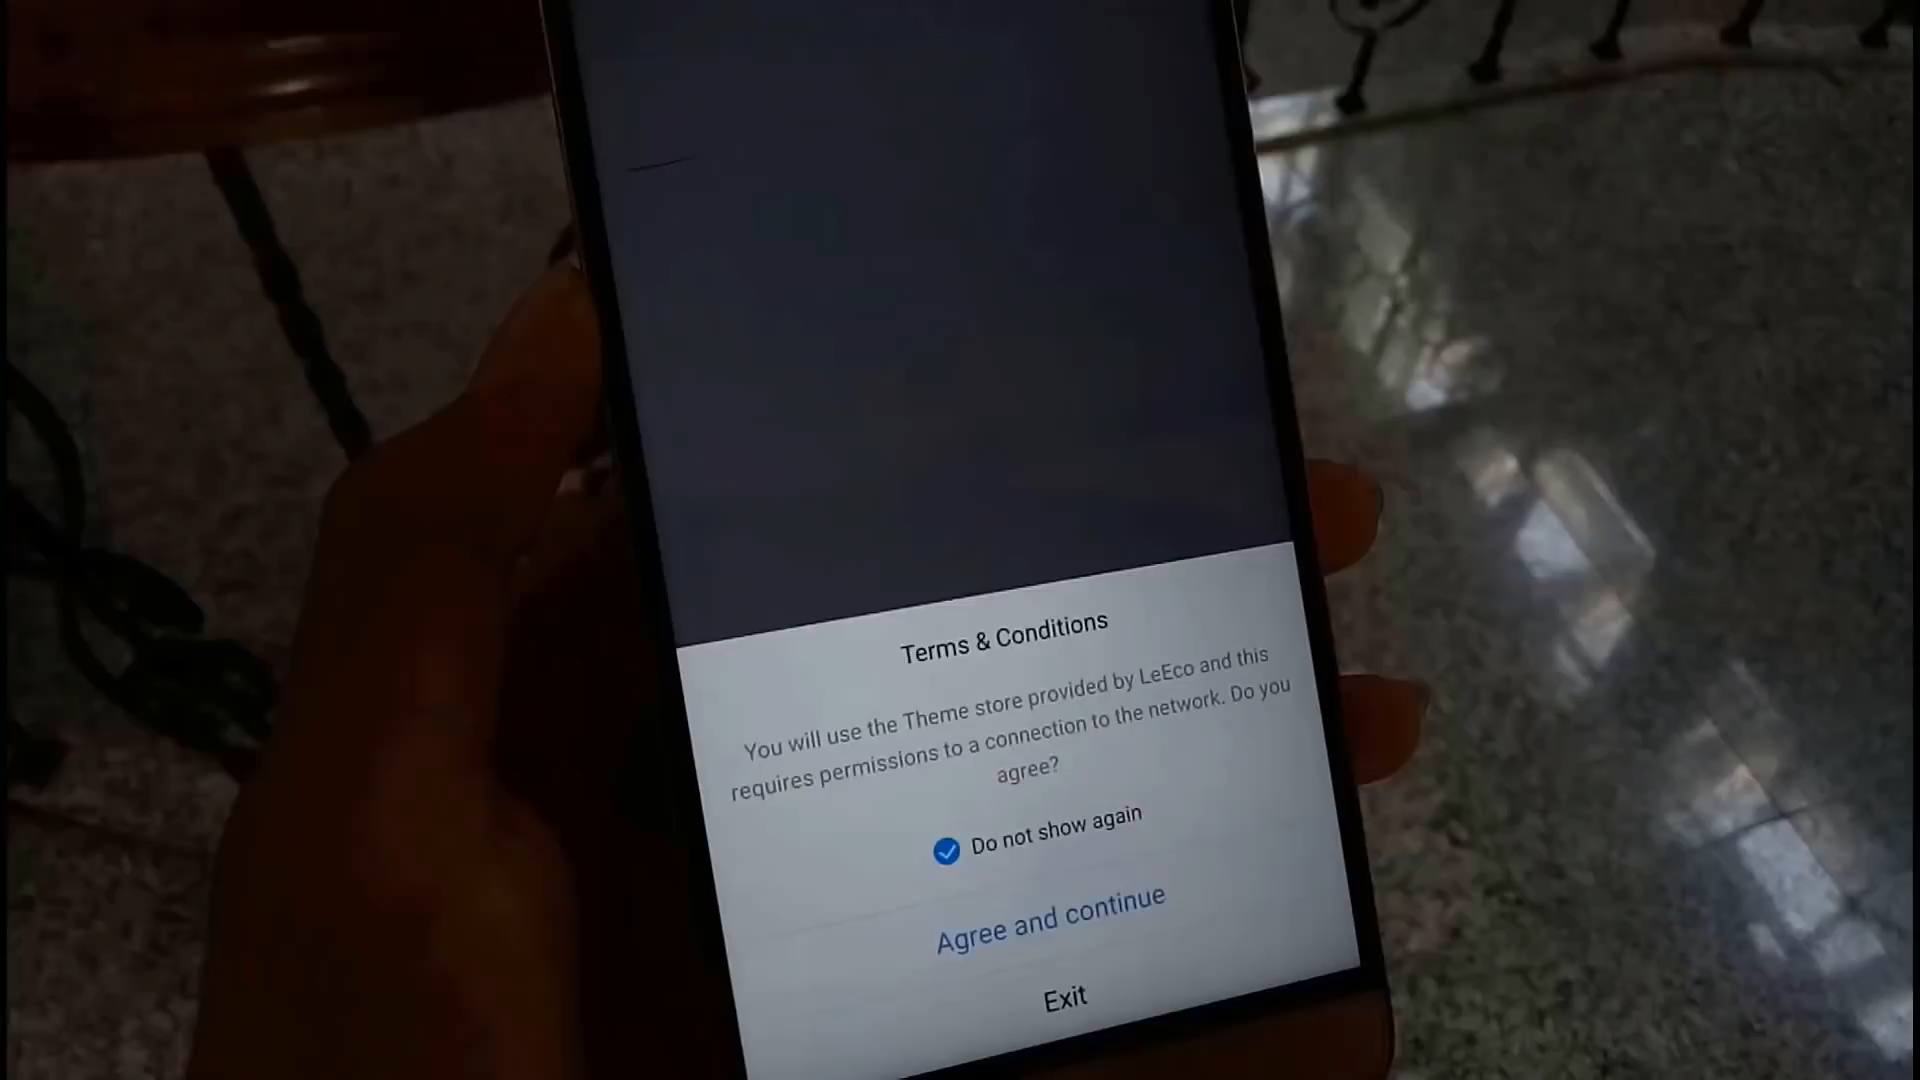 Terms & Conditions
You will use the Theme store provided by LeEco and this
requires permissions to a connection to the network. Do you
agree?
Do not show again
Agree and continue
Exit